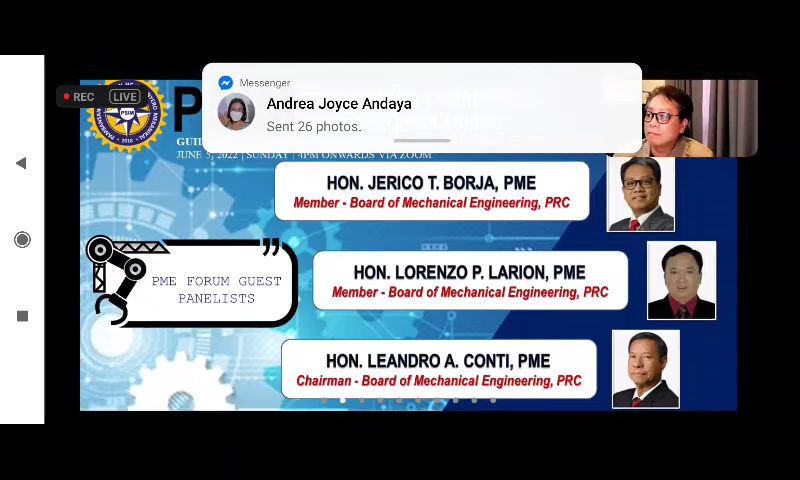 Messenger
Andrea Joyce Andaya
Sent 26 photos.
REC LIVE
PSIM
2018
JUNE 5, 2022 | SUNDAY | 4PM ONWARDS VIA ZOOM
HON. JERICO T. BORJA, PME
Member - Board of Mechanical Engineering, PRC
PME FORUM GUEST
PANELISTS
HON. LORENZO P. LARION, PME
Member - Board of Mechanical Engineering, PRC
HON. LEANDRO A. CONTI, PME
Chairman - Board of Mechanical Engineering, PRC